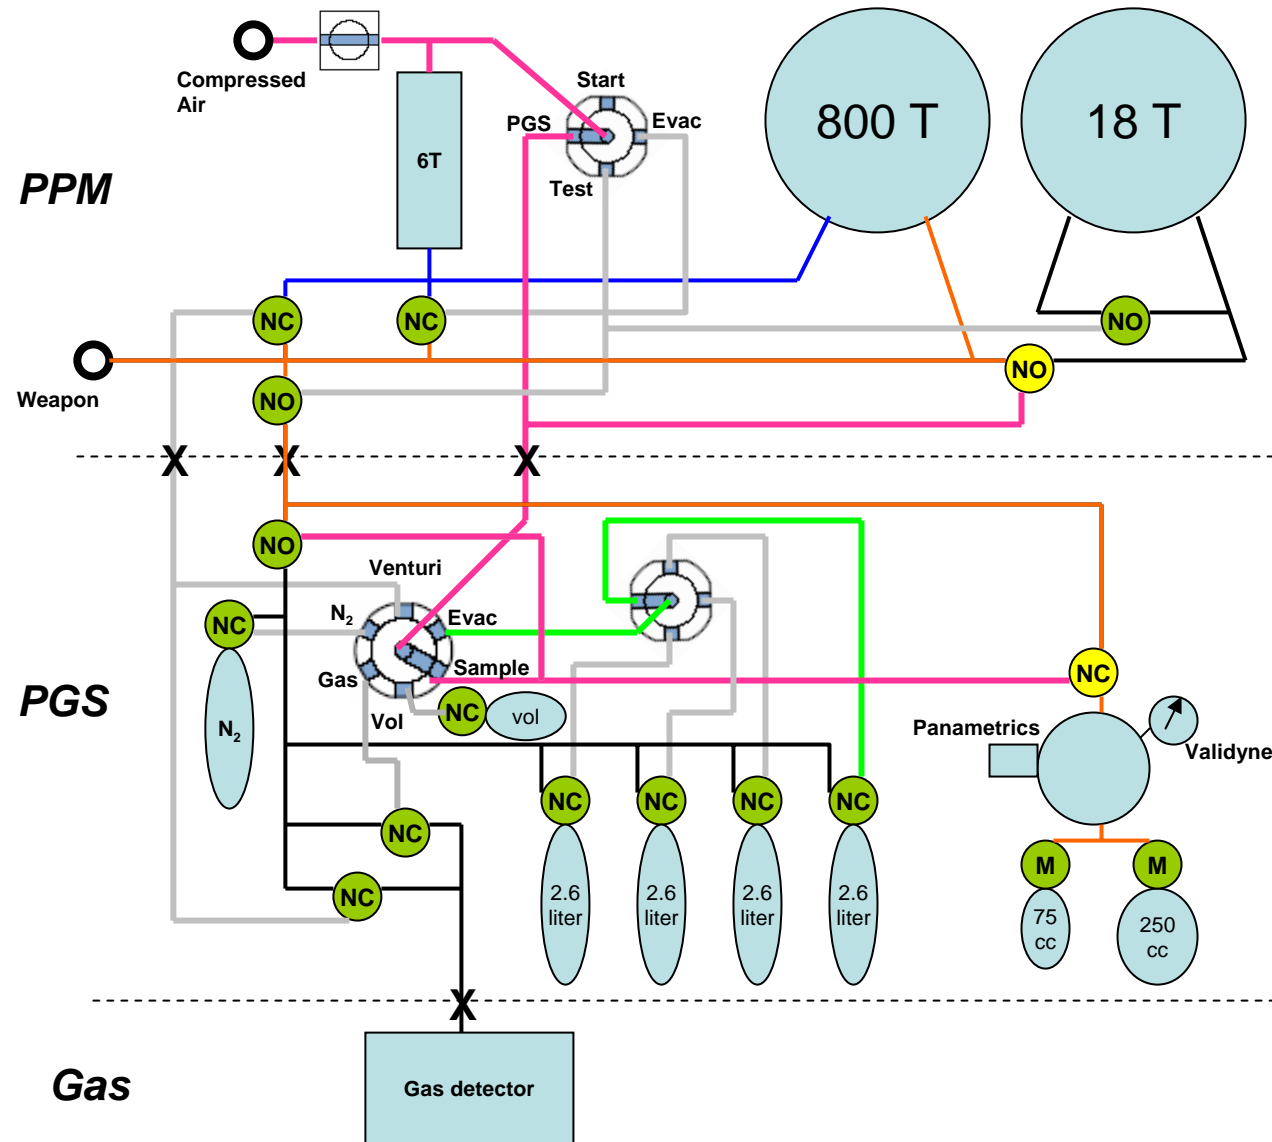 Compressed
Air
Start
PGS
Evac
Test
6T
800 T
18 T
PPM
NC
NC
NO
NO
Weapon
NO
X
X
X
NO
Venturi
N2
Evac
NC
Gas
Sample
NC
PGS
Vol
NC
vol
N2
Panametrics
Validyne
NC
NC
NC
NC
NC
NC
M
M
2.6
liter
2.6
liter
2.6
liter
2.6
liter
75
cc
250
cc
X
Gas
Gas detector